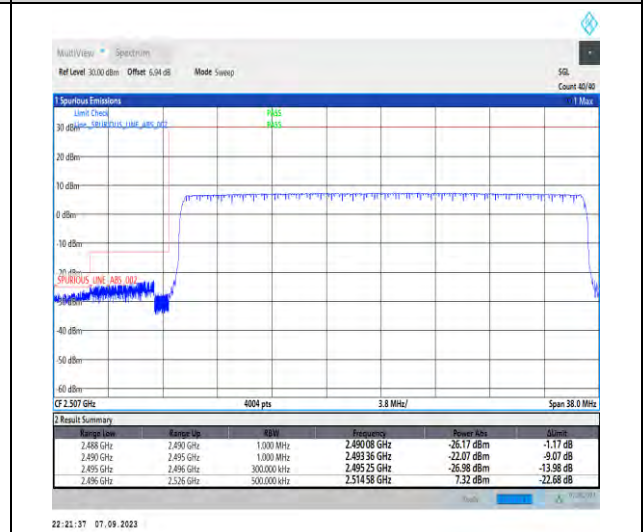 MultiView Spectrum
Ref Level 30.00 dBm Offset 6.94 dB Mode Sweep SGL
Count 40/40
1 Spurious Emissions 1 Max
Limit Check PASS
30 dBm Line _SPURIOUS_LINE_ABS_002 PASS
20 dBm
10 dBm
0 dBm
-10 dBm
-20 dBm
_SPURIOUS_LINE_ABS_002
-30 dBm
-40 dBm
-50 dBm
-60 dBm
CF 2.507 GHz 4004 pts 3.8 MHz/ Span 38.0 MHz
2 Result Summary
Range Low Range Up RBW Frequency Power Abs ΔLimit
2.488 GHz 2.490 GHz 1.000 MHz 2.490 08 GHz -26.17 dBm -1.17 dB
2.490 GHz 2.495 GHz 1.000 MHz 2.493 36 GHz -22.07 dBm -9.07 dB
2.495 GHz 2.496 GHz 300.000 kHz 2.495 25 GHz -26.98 dBm -13.98 dB
2.496 GHz 2.526 GHz 500.000 kHz 2.514 58 GHz 7.32 dBm -22.68 dB
Ready
22:21:37 07.09.2023